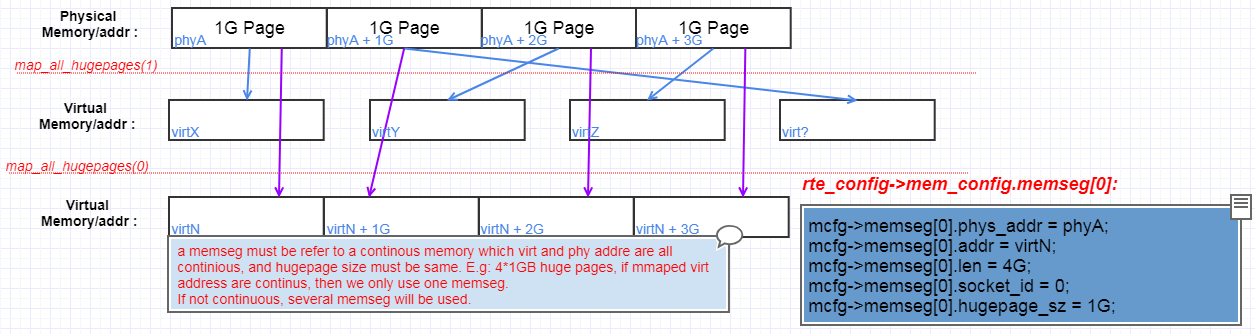 Physical
Memory/addr :
1G Page 1G Page 1G Page 1G Page
phyA phyA + 1G phyA + 2G phyA + 3G
map_all_hugepages(1)
Virtual
Memory/addr :
virtX virtY virtZ virt?
map_all_hugepages(0)
Virtual
Memory/addr :
virtN virtN + 1G virtN + 2G virtN + 3G
a memseg must be refer to a continous memory which virt and phy addre are all
continious, and hugepage size must be same. E.g: 4*1GB huge pages, if mmaped virt
address are continus, then we only use one memseg.
If not continuous, several memseg will be used.
rte_config->mem_config.memseg[0]:
mcfg->memseg[0].phys_addr = phyA;
mcfg->memseg[0].addr = virtN;
mcfg->memseg[0].len = 4G;
mcfg->memseg[0].socket_id = 0;
mcfg->memseg[0].hugepage_sz = 1G;